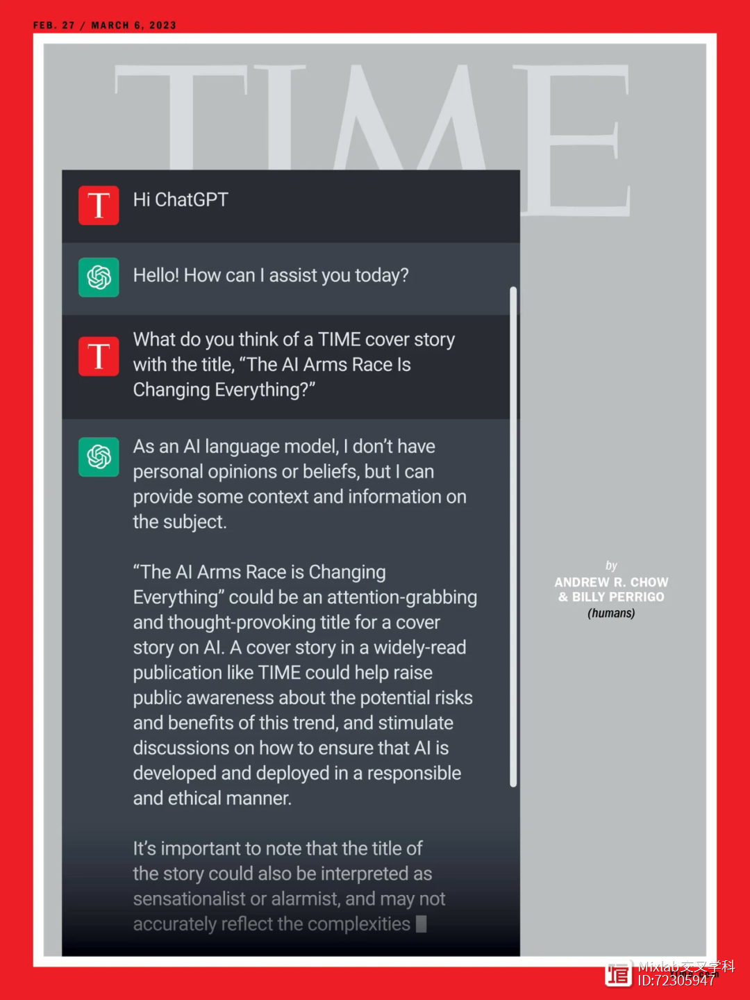 FEB. 27 / MARCH 6, 2023
TIME
T
Hi ChatGPT
Hello! How can I assist you today?
T
What do you think of a TIME cover story
with the title, “The AI Arms Race Is
Changing Everything?”
As an AI language model, I don’t have
personal opinions or beliefs, but I can
provide some context and information on
the subject.
“The AI Arms Race is Changing
Everything” could be an attention-grabbing
and thought-provoking title for a cover
story on AI. A cover story in a widely-read
publication like TIME could help raise
public awareness about the potential risks
and benefits of this trend, and stimulate
discussions on how to ensure that AI is
developed and deployed in a responsible
and ethical manner.
It’s important to note that the title of
the story could also be interpreted as
sensationalist or alarmist, and may not
accurately reflect the complexities
by
ANDREW R. CHOW
& BILLY PERRIGO
(humans)
Mixlab交叉学科
ID:72305947